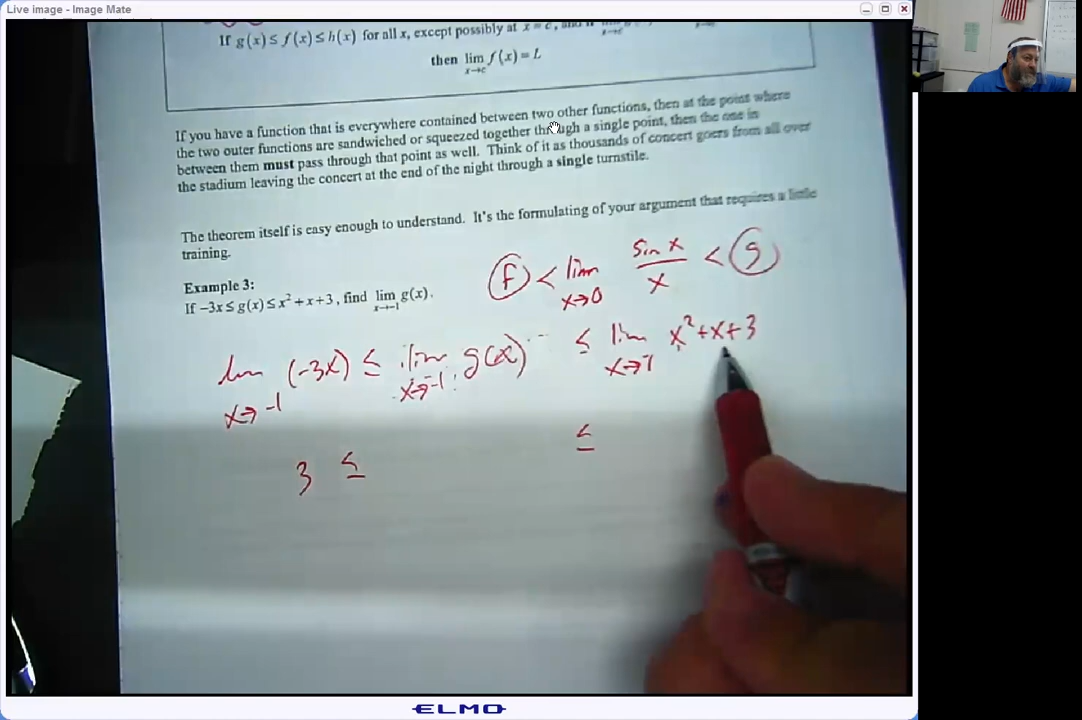 Live image - Image Mate
If g(x) ≤ f(x) ≤ h(x) for all x, except possibly at x = c, and if
x→c
then lim f(x) = L
x→c
If you have a function that is everywhere contained between two other functions, then at the point where
the two outer functions are sandwiched or squeezed together through a single point, then the one in
between them must pass through that point as well. Think of it as thousands of concert goers from all over
the stadium leaving the concert at the end of the night through a single turnstile.
The theorem itself is easy enough to understand. It's the formulating of your argument that requires a little
training.
Example 3:
If −3x ≤ g(x) ≤ x² + x + 3, find lim g(x).
x→−1
f < lim sin x / x < g
x→0
lim (−3x) ≤ lim g(x) ≤ lim x² + x + 3
x→−1 x→−1 x→−1
3 ≤ ≤
ELMO